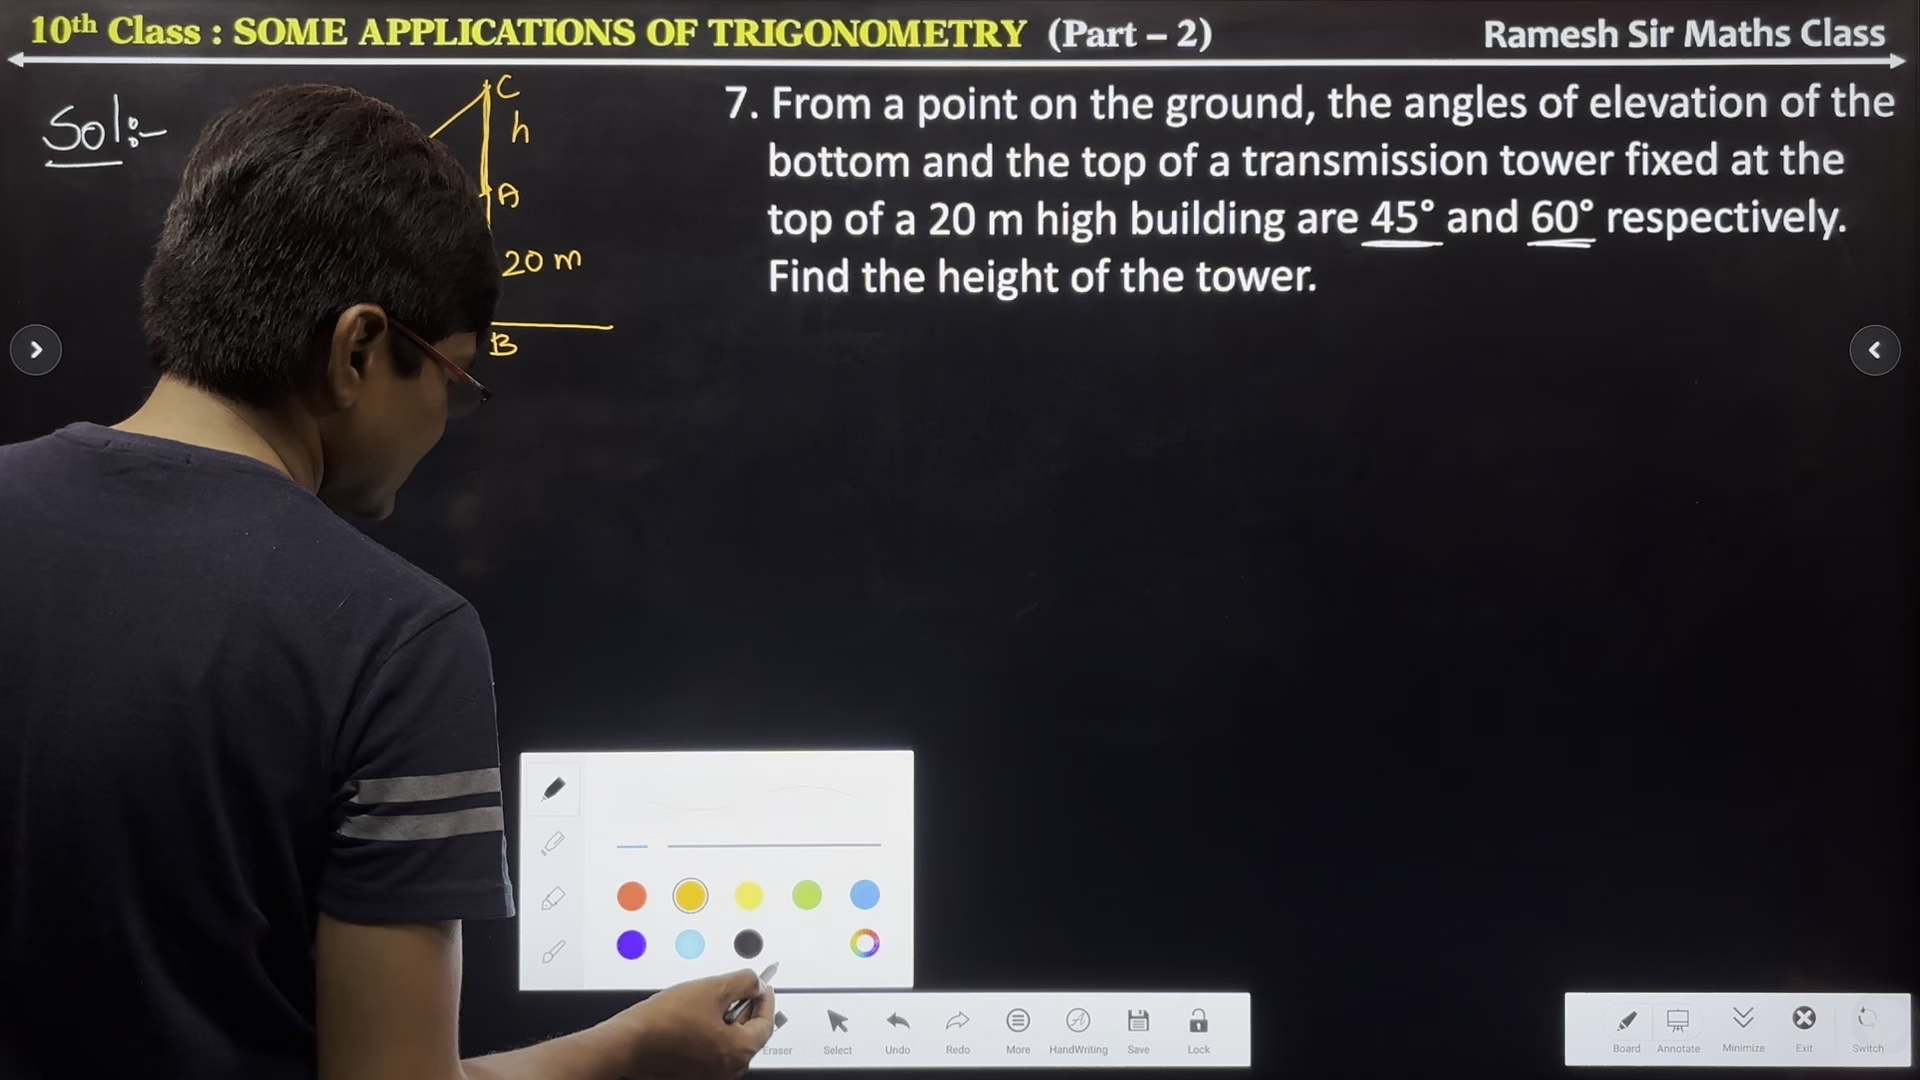 10th Class : SOME APPLICATIONS OF TRIGONOMETRY (Part – 2)
Ramesh Sir Maths Class
Sol:-
C
h
A
20 m
B
7. From a point on the ground, the angles of elevation of the
bottom and the top of a transmission tower fixed at the
top of a 20 m high building are 45° and 60° respectively.
Find the height of the tower.
Eraser
Select
Undo
Redo
More
HandWriting
Save
Lock
Board
Annotate
Minimize
Exit
Switch